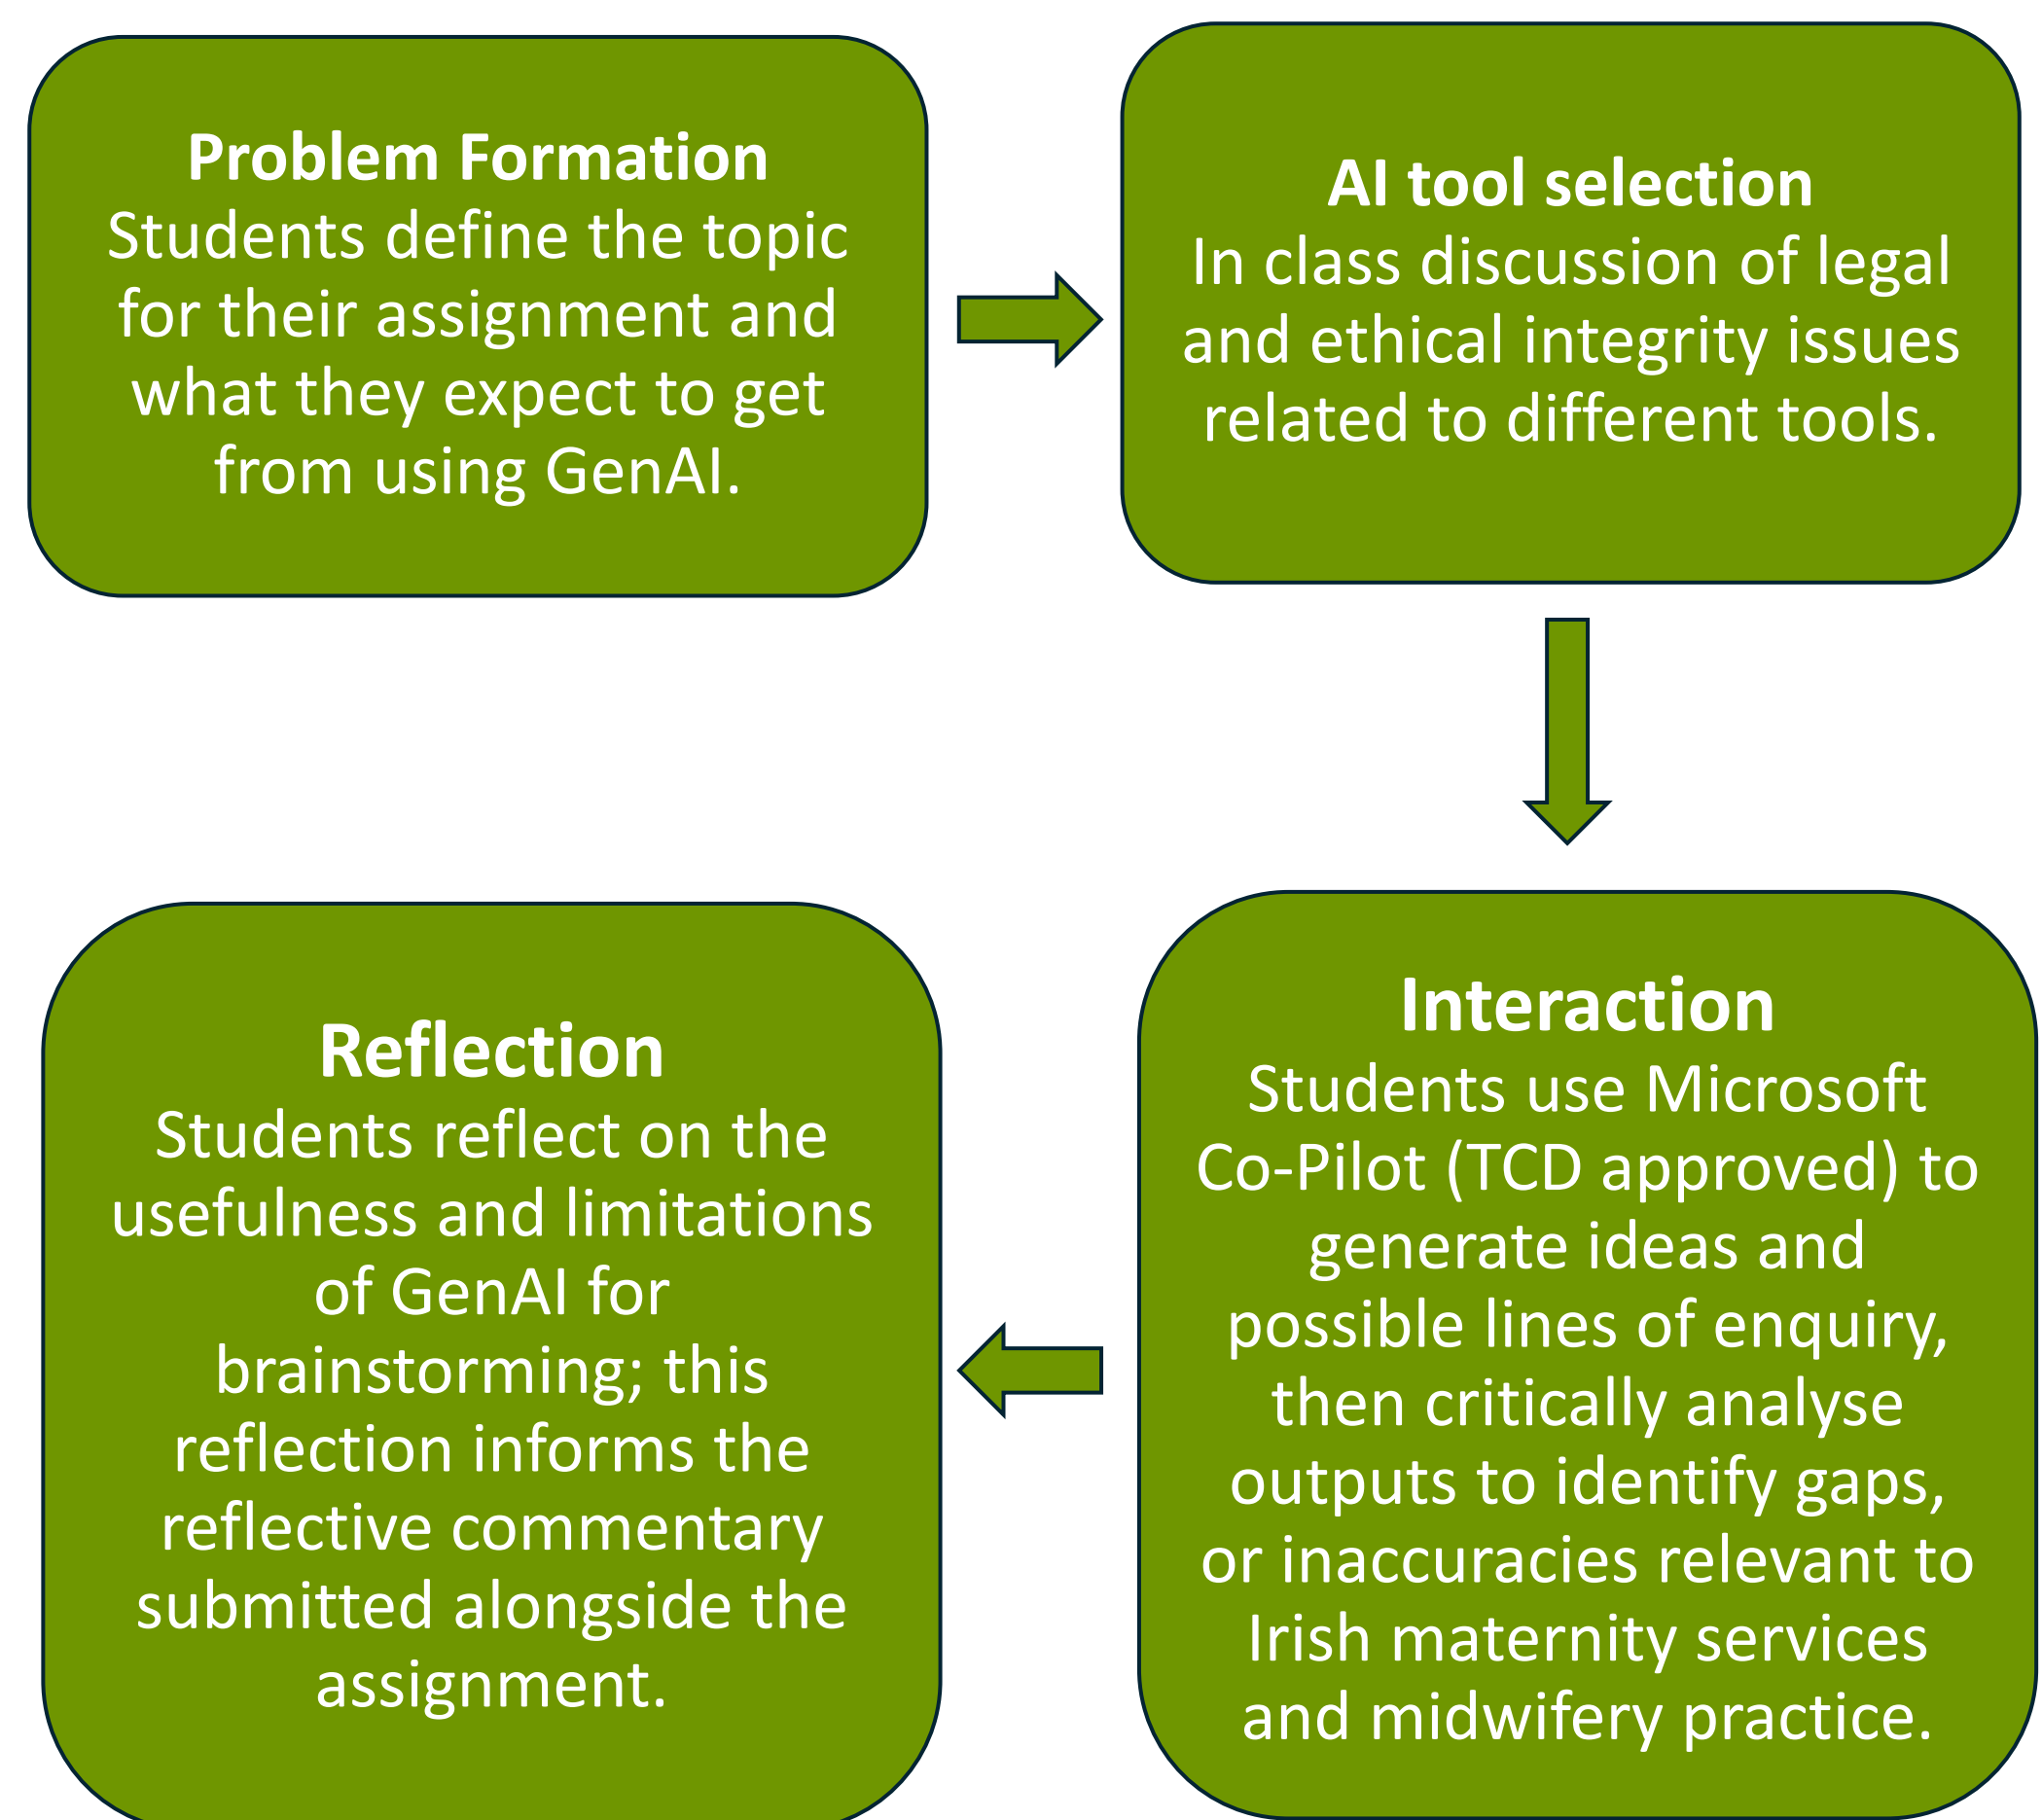 Problem Formation
Students define the topic
for their assignment and
what they expect to get
from using GenAI.
AI tool selection
In class discussion of legal
and ethical integrity issues
related to different tools.
Interaction
Students use Microsoft
Co-Pilot (TCD approved) to
generate ideas and
possible lines of enquiry,
then critically analyse
outputs to identify gaps,
or inaccuracies relevant to
Irish maternity services
and midwifery practice.
Reflection
Students reflect on the
usefulness and limitations
of GenAI for
brainstorming; this
reflection informs the
reflective commentary
submitted alongside the
assignment.